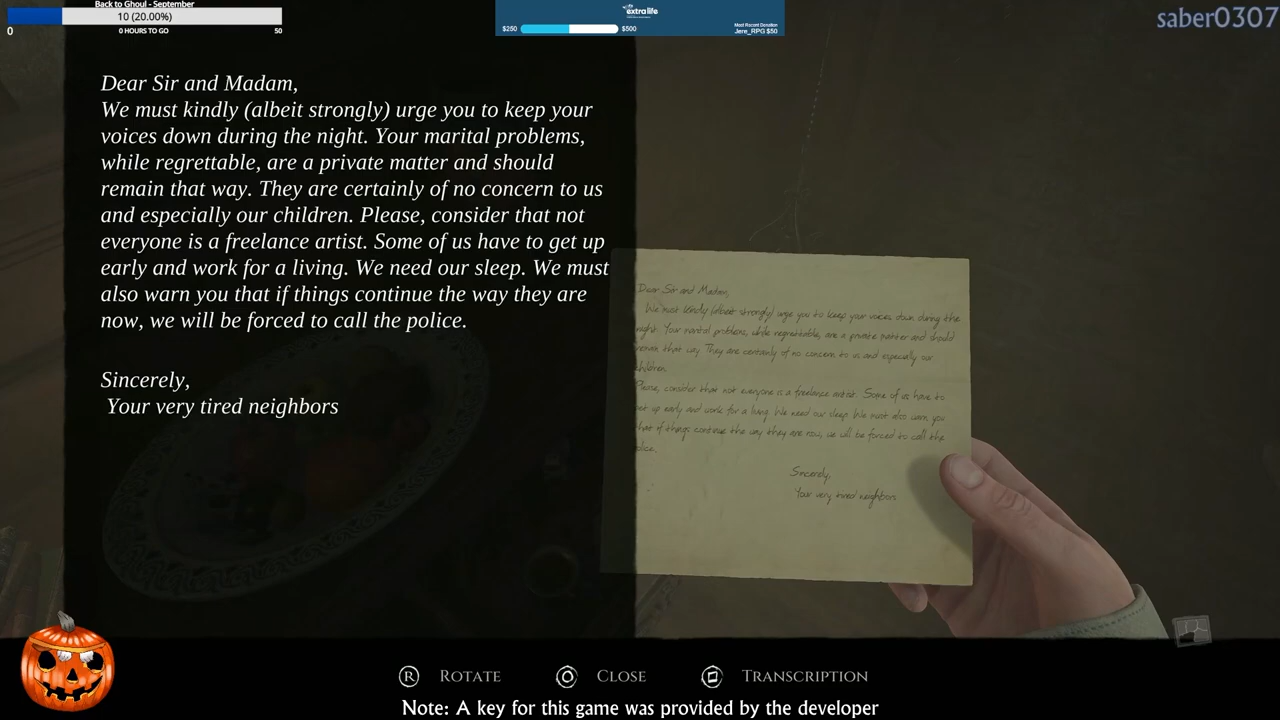 Back to Ghoul - September
10 (20.00%)
0
0 HOURS TO GO
50
extralife
$250
$500
Most Recent Donation
Jere_RPG $50
saber0307
Dear Sir and Madam,
We must kindly (albeit strongly) urge you to keep your
voices down during the night. Your marital problems,
while regrettable, are a private matter and should
remain that way. They are certainly of no concern to us
and especially our children. Please, consider that not
everyone is a freelance artist. Some of us have to get up
early and work for a living. We need our sleep. We must
also warn you that if things continue the way they are
now, we will be forced to call the police.
Sincerely,
Your very tired neighbors
Dear Sir and Madam,
We must kindly (albeit strongly) urge you to keep your voices down during the
night. Your marital problems, while regrettable, are a private matter and should
remain that way. They are certainly of no concern to us and especially our
children.
Please, consider that not everyone is a freelance artist. Some of us have to
get up early and work for a living. We need our sleep. We must also warn you
that if things continue the way they are now, we will be forced to call the
police.
Sincerely,
Your very tired neighbors
R ROTATE
CLOSE
TRANSCRIPTION
Note: A key for this game was provided by the developer